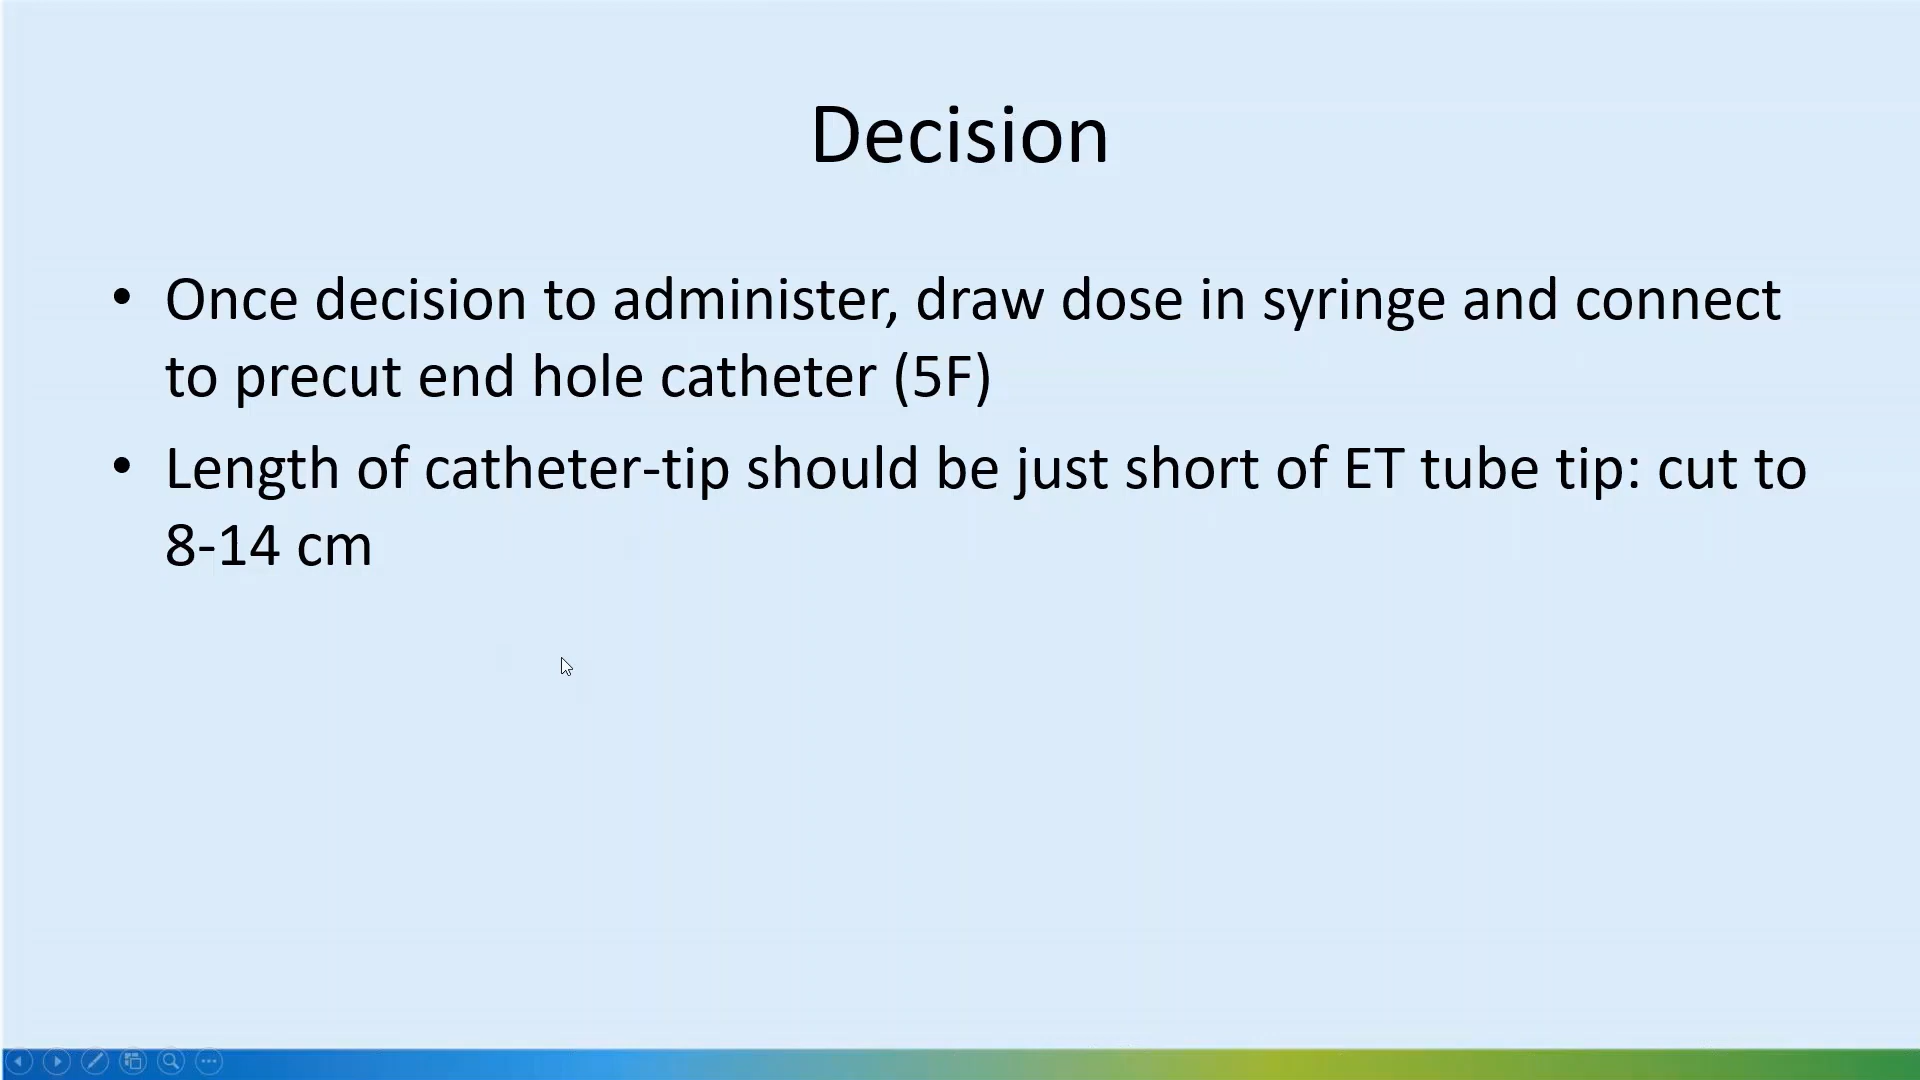 Decision
• Once decision to administer, draw dose in syringe and connect
to precut end hole catheter (5F)
• Length of catheter-tip should be just short of ET tube tip: cut to
8-14 cm